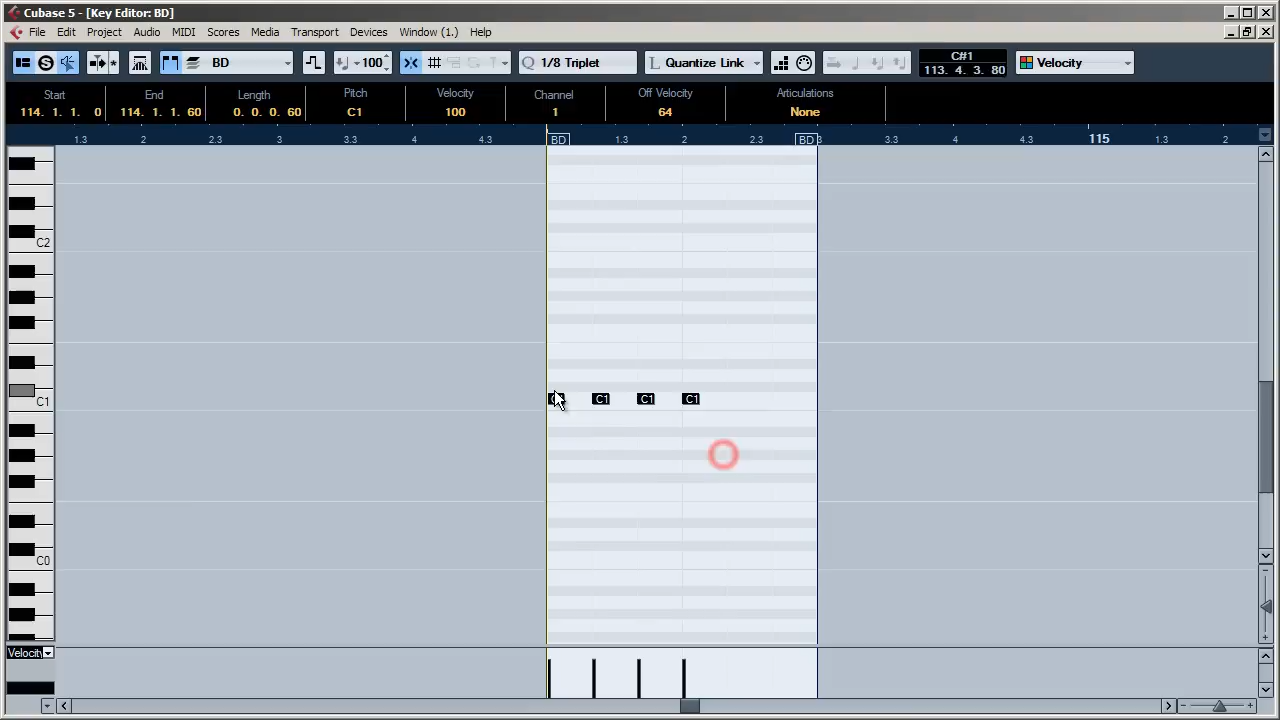 Cubase 5 - [Key Editor: BD]
File Edit Project Audio MIDI Scores Media Transport Devices Window (1.) Help
BD 100 1/8 Triplet Quantize Link C#1 113. 4. 3. 80 Velocity
Start End Length Pitch Velocity Channel Off Velocity Articulations
114. 1. 1. 0 114. 1. 1. 60 0. 0. 0. 60 C1 100 1 64 None
1.3 2 2.3 3 3.3 4 4.3 BD 1.3 2 2.3 BD 3 3.3 4 4.3 115 1.3 2
C2
C1 C1 C1 C1
C0
Velocity